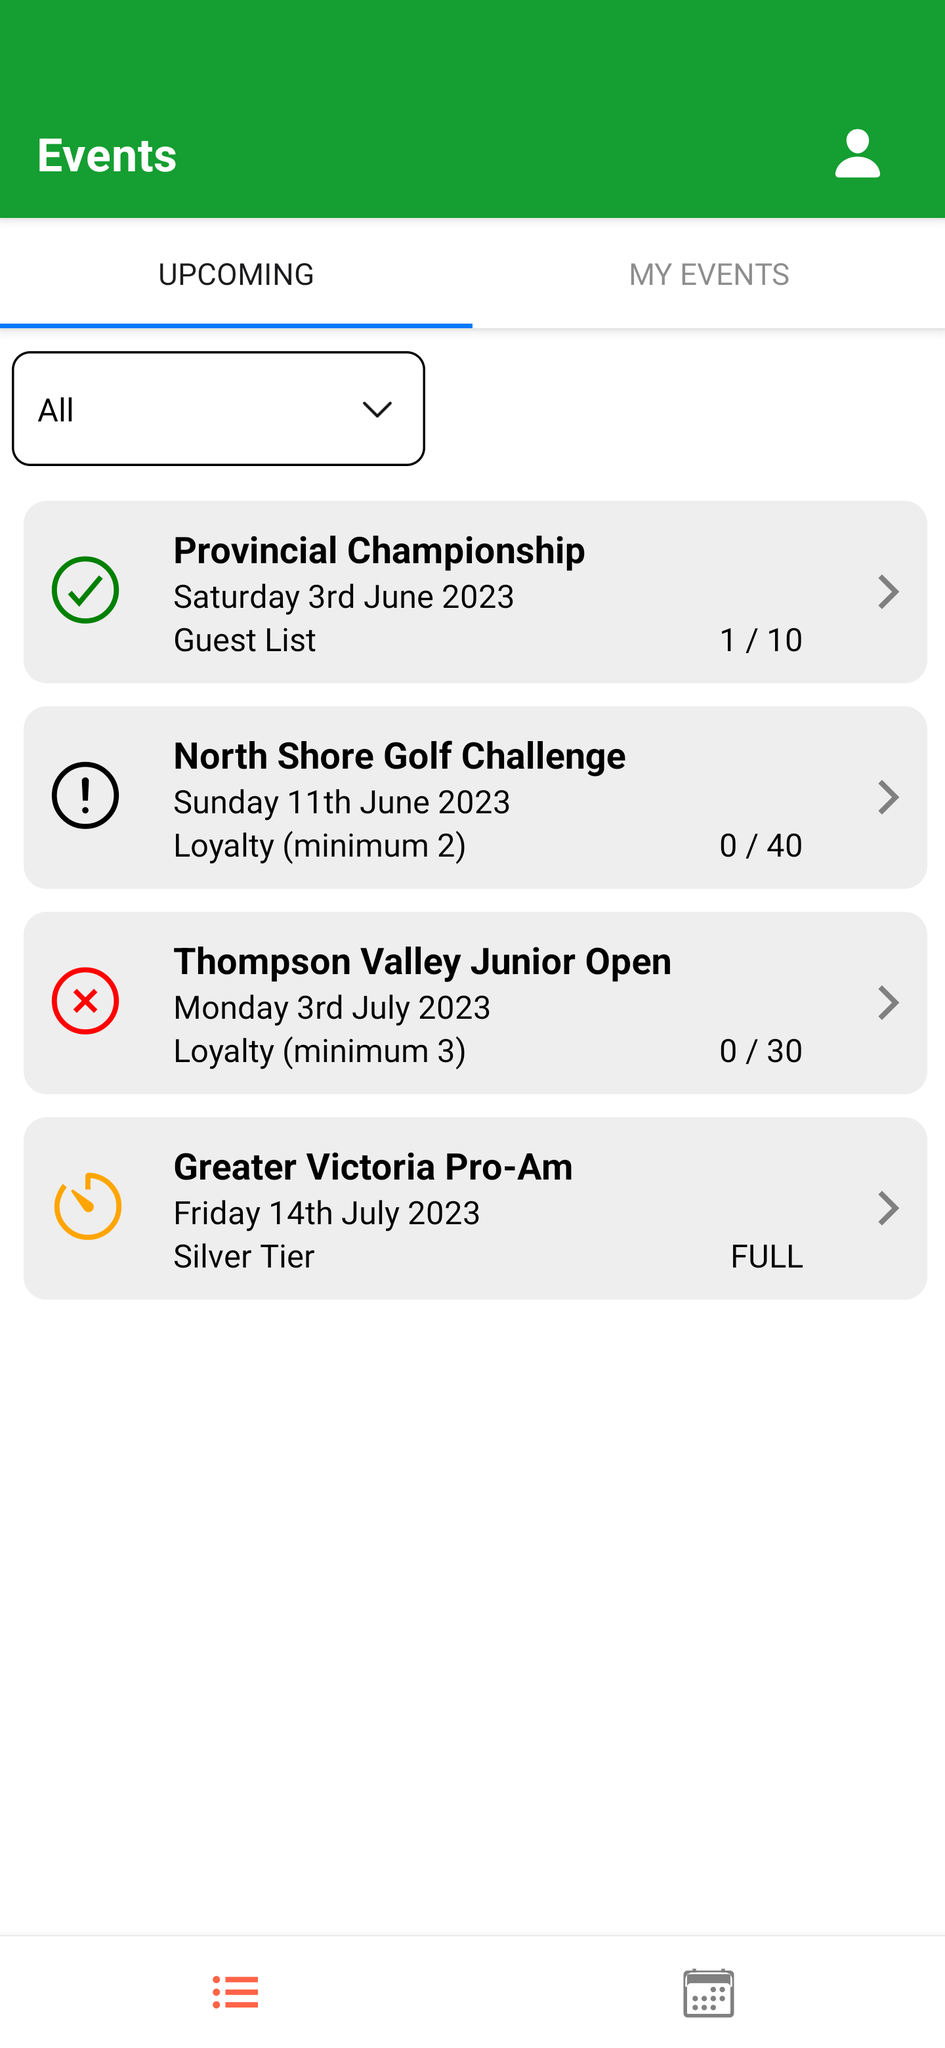 Events
UPCOMING
MY EVENTS
All
Provincial Championship
Saturday 3rd June 2023
Guest List 1 / 10
North Shore Golf Challenge
Sunday 11th June 2023
Loyalty (minimum 2) 0 / 40
Thompson Valley Junior Open
Monday 3rd July 2023
Loyalty (minimum 3) 0 / 30
Greater Victoria Pro-Am
Friday 14th July 2023
Silver Tier FULL